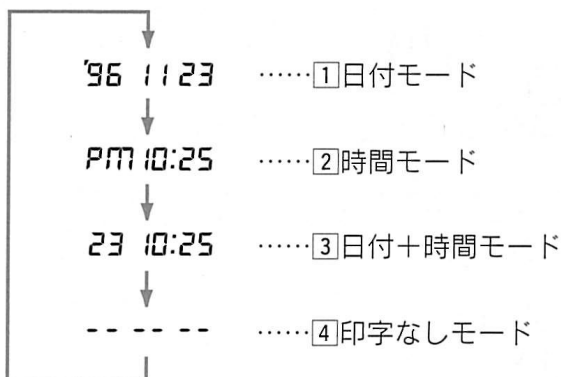 '96 11 23 ……1日付モード
PM 10:25 ……2時間モード
23 10:25 ……3日付＋時間モード
-- -- -- ……4印字なしモード